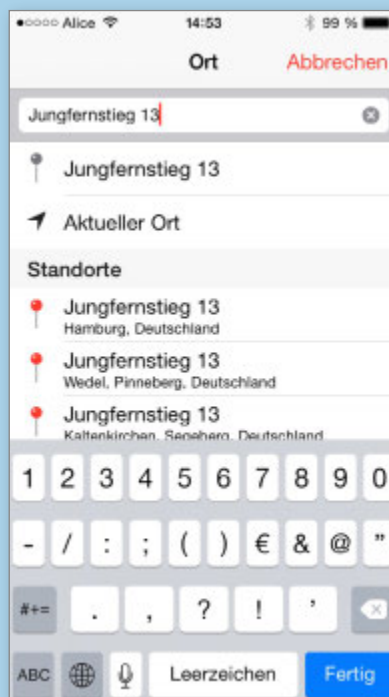 Alice 14:53 99 %
Ort Abbrechen
Jungfernstieg 13
Jungfernstieg 13
Aktueller Ort
Standorte
Jungfernstieg 13
Hamburg, Deutschland
Jungfernstieg 13
Wedel, Pinneberg, Deutschland
Jungfernstieg 13
Kaltenkirchen, Segeberg, Deutschland
1 2 3 4 5 6 7 8 9 0
- / : ; ( ) € & @ "
#+= . , ? ! '
ABC Leerzeichen Fertig